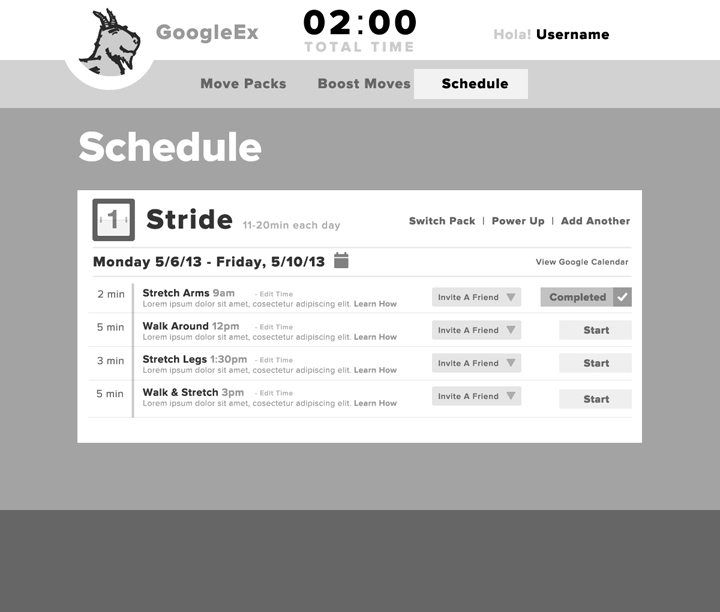 GoogleEx
02:00
TOTAL TIME
Hola! Username
Move Packs Boost Moves Schedule
Schedule
1 Stride 11-20min each day
Switch Pack | Power Up | Add Another
Monday 5/6/13 - Friday, 5/10/13
View Google Calendar
2 min Stretch Arms 9am - Edit Time
Lorem ipsum dolor sit amet, cosectetur adipiscing elit. Learn How
Invite A Friend Completed
5 min Walk Around 12pm - Edit Time
Lorem ipsum dolor sit amet, cosectetur adipiscing elit. Learn How
Invite A Friend Start
3 min Stretch Legs 1:30pm - Edit Time
Lorem ipsum dolor sit amet, cosectetur adipiscing elit. Learn How
Invite A Friend Start
5 min Walk & Stretch 3pm - Edit Time
Lorem ipsum dolor sit amet, cosectetur adipiscing elit. Learn How
Invite A Friend Start